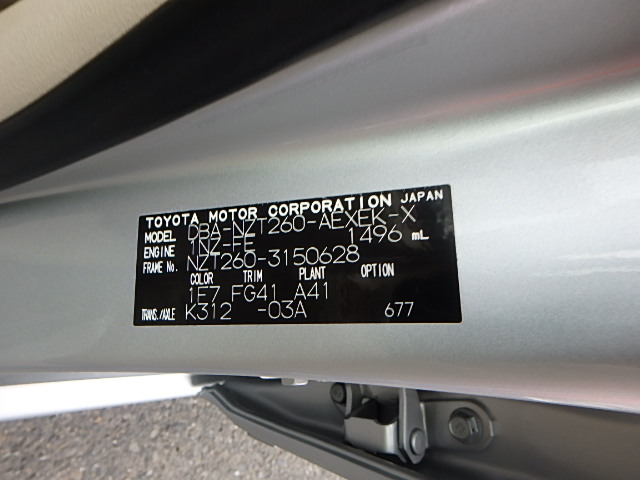 TOYOTA MOTOR CORPORATION JAPAN
MODEL DBA-NZT260-AEXEK-X
ENGINE 1NZ-FE 1496 mL
FRAME No. NZT260-3150628
COLOR TRIM PLANT OPTION
1E7 FG41 A41
TRANS./AXLE K312 -03A 677